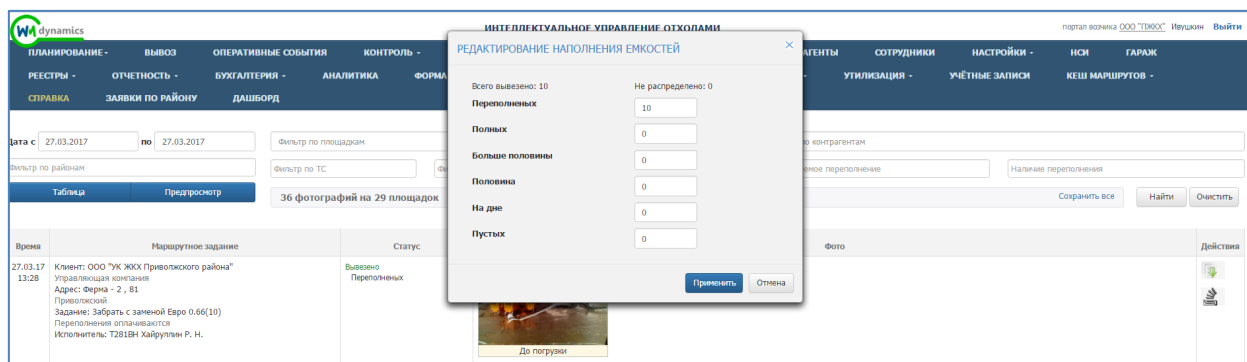 WM dynamics
ИНТЕЛЛЕКТУАЛЬНОЕ УПРАВЛЕНИЕ ОТХОДАМИ
портал возчика ООО "ПЖКХ" Ивушкин Выйти
ПЛАНИРОВАНИЕ ВЫВОЗ ОПЕРАТИВНЫЕ СОБЫТИЯ КОНТРОЛЬ АГЕНТЫ СОТРУДНИКИ НАСТРОЙКИ НСИ ГАРАЖ
РЕЕСТРЫ ОТЧЕТНОСТЬ БУХГАЛТЕРИЯ АНАЛИТИКА ФОРМА УТИЛИЗАЦИЯ УЧЁТНЫЕ ЗАПИСИ КЕШ МАРШРУТОВ
СПРАВКА ЗАЯВКИ ПО РАЙОНУ ДАШБОРД
Дата с 27.03.2017 по 27.03.2017 Фильтр по площадкам по контрагентам
Фильтр по районам Фильтр по ТС емое переполнение Наличие переполнения
Таблица Предпросмотр 36 фотографий на 29 площадок Сохранить все Найти Очистить
РЕДАКТИРОВАНИЕ НАПОЛНЕНИЯ ЕМКОСТЕЙ ×
Всего вывезено: 10 Не распределено: 0
Переполненых 10
Полных 0
Больше половины 0
Половина 0
На дне 0
Пустых 0
Применить Отмена
Время Маршрутное задание Статус Фото Действия
27.03.17
13:28
Клиент: ООО "УК ЖКХ Приволжского района"
Управляющая компания
Адрес: Ферма - 2 , 81
Приволжский
Задание: Забрать с заменой Евро 0.66(10)
Переполнения оплачиваются
Исполнитель: Т281ВН Хайруллин Р. Н.
Вывезено
Переполненых
До погрузки